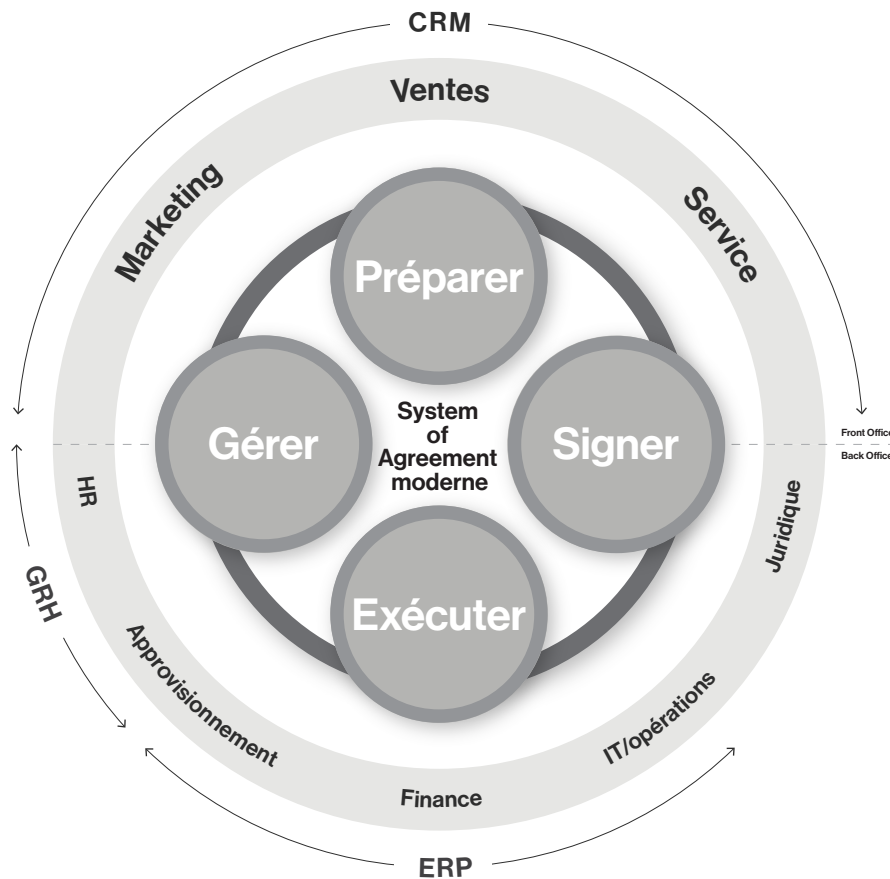 CRM
Ventes
Marketing
Service
Préparer
Gérer
System
of
Agreement
moderne
Signer
Front Office
Back Office
HR
Juridique
GRH
Exécuter
Approvisionnement
IT/opérations
Finance
ERP